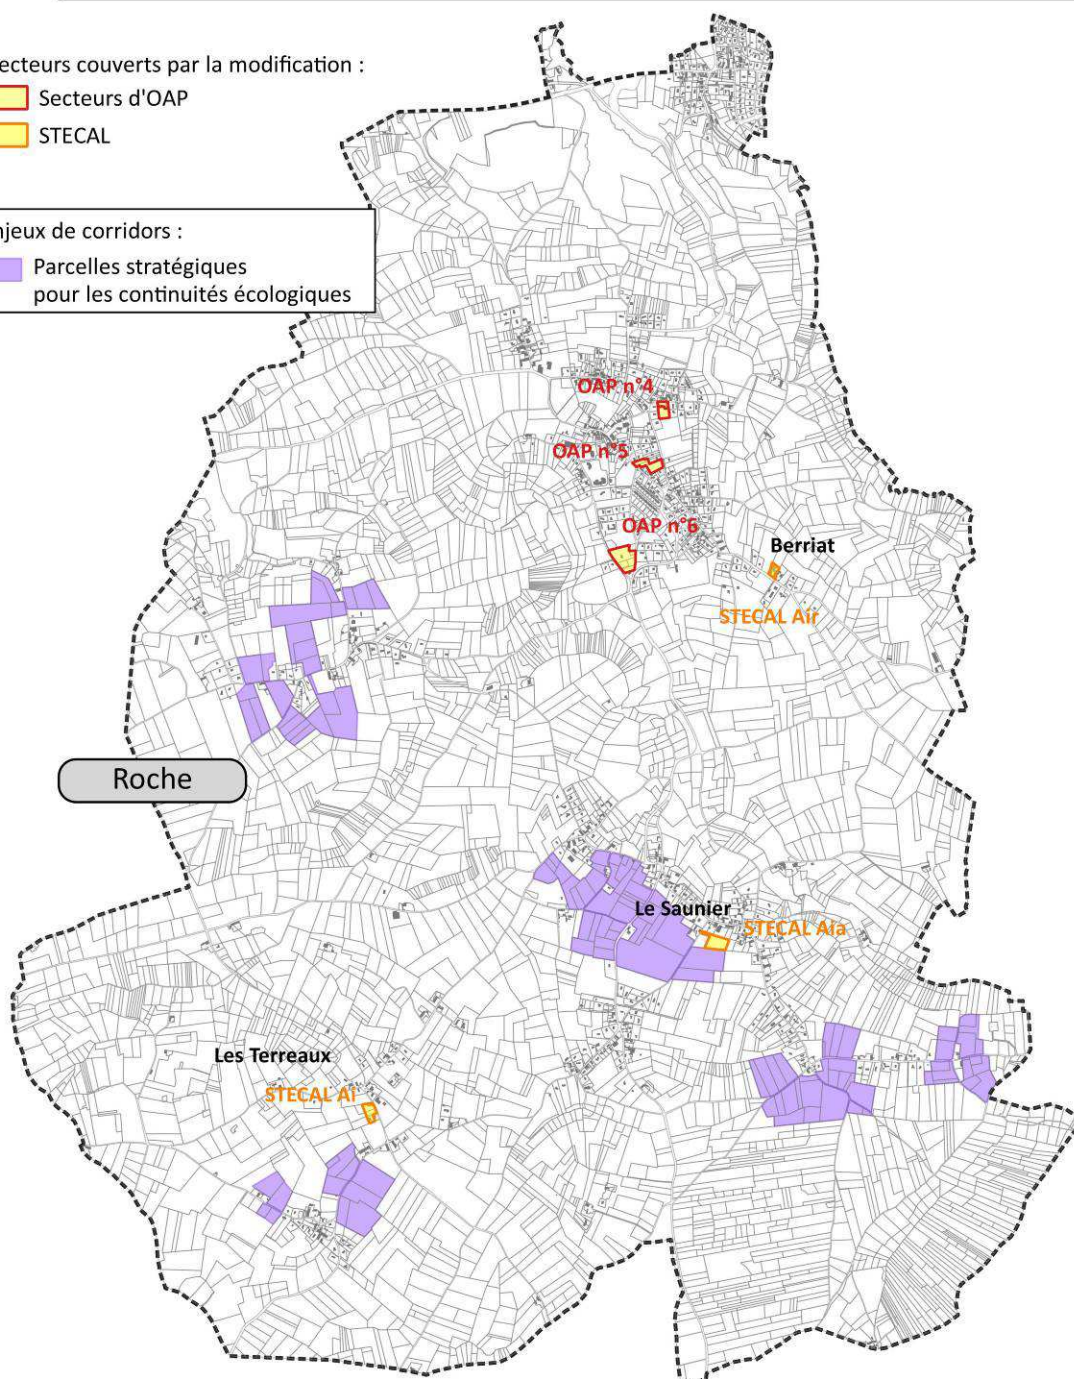 ecteurs couverts par la modification :
Secteurs d'OAP
STECAL
njeux de corridors :
Parcelles stratégiques
pour les continuités écologiques
OAP n°4
OAP n°5
OAP n°6
Berriat
STECAL Air
Roche
Le Saunier
STECAL Aia
Les Terreaux
STECAL Ai